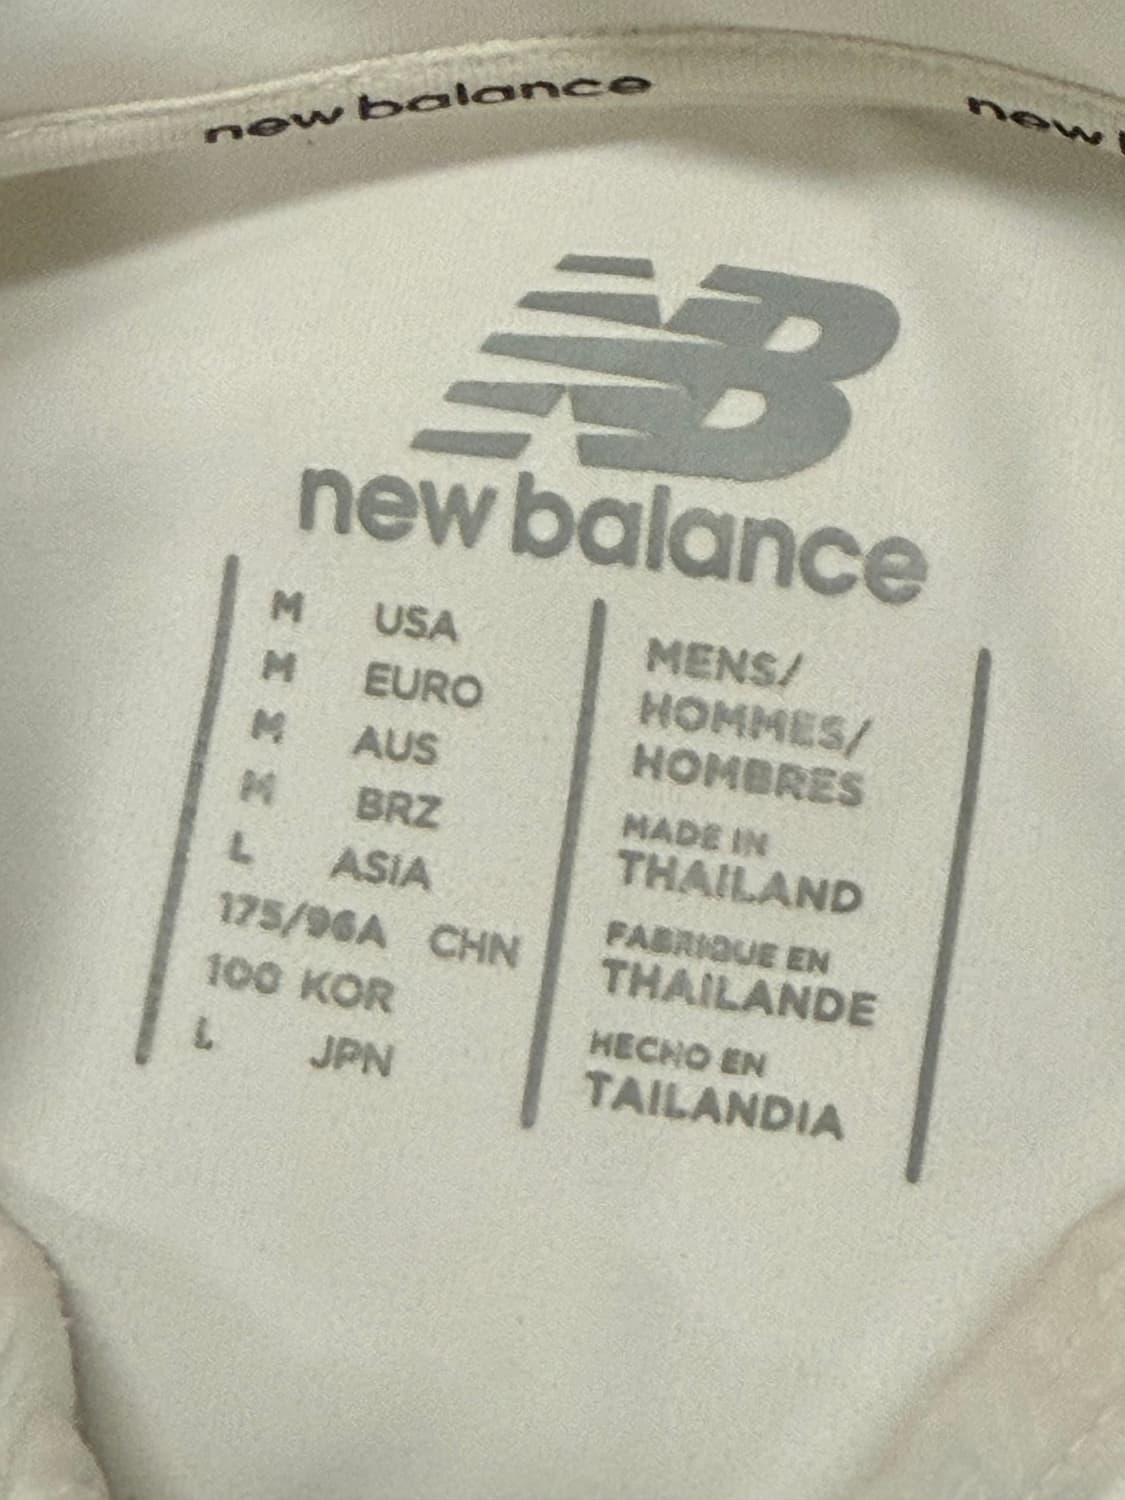 new balance
new
NB
new balance
M USA
M EURO
M AUS
M BRZ
L ASIA
175/96A CHN
100 KOR
L JPN
MENS/
HOMMES/
HOMBRES
MADE IN
THAILAND
FABRIQUE EN
THAILANDE
HECHO EN
TAILANDIA